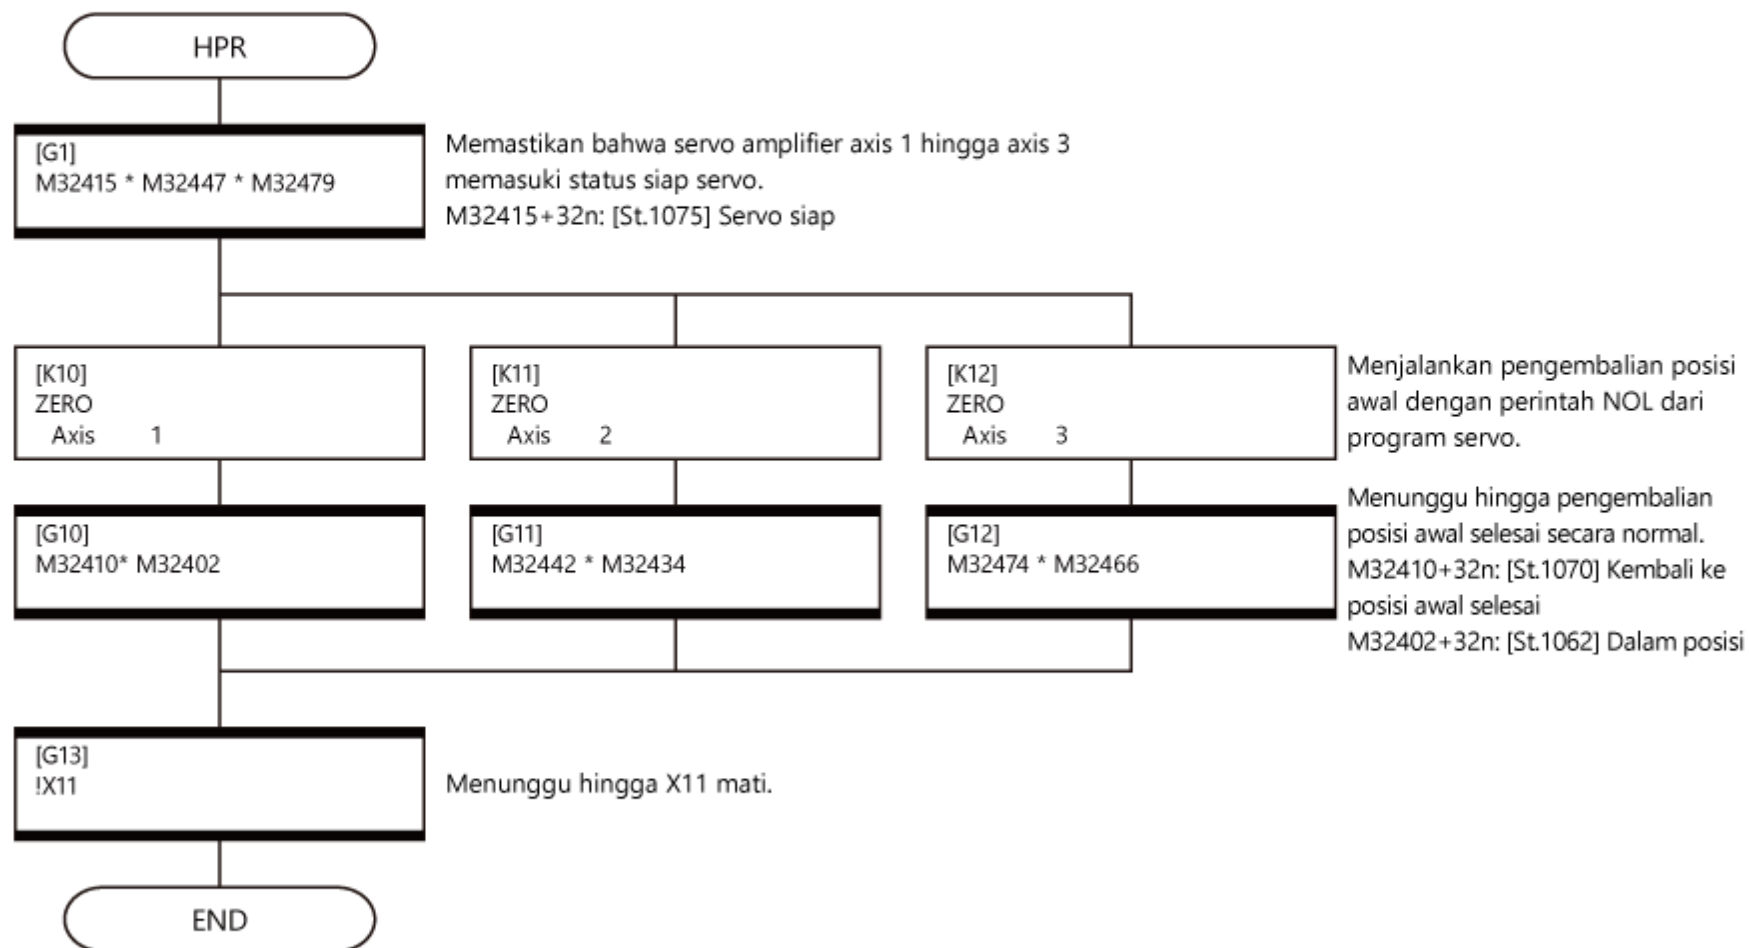 HPR
[G1]
M32415 * M32447 * M32479
Memastikan bahwa servo amplifier axis 1 hingga axis 3
memasuki status siap servo.
M32415+32n: [St.1075] Servo siap
[K10]
ZERO
Axis 1
[K11]
ZERO
Axis 2
[K12]
ZERO
Axis 3
Menjalankan pengembalian posisi
awal dengan perintah NOL dari
program servo.
[G10]
M32410* M32402
[G11]
M32442 * M32434
[G12]
M32474 * M32466
Menunggu hingga pengembalian
posisi awal selesai secara normal.
M32410+32n: [St.1070] Kembali ke
posisi awal selesai
M32402+32n: [St.1062] Dalam posisi
[G13]
!X11
Menunggu hingga X11 mati.
END